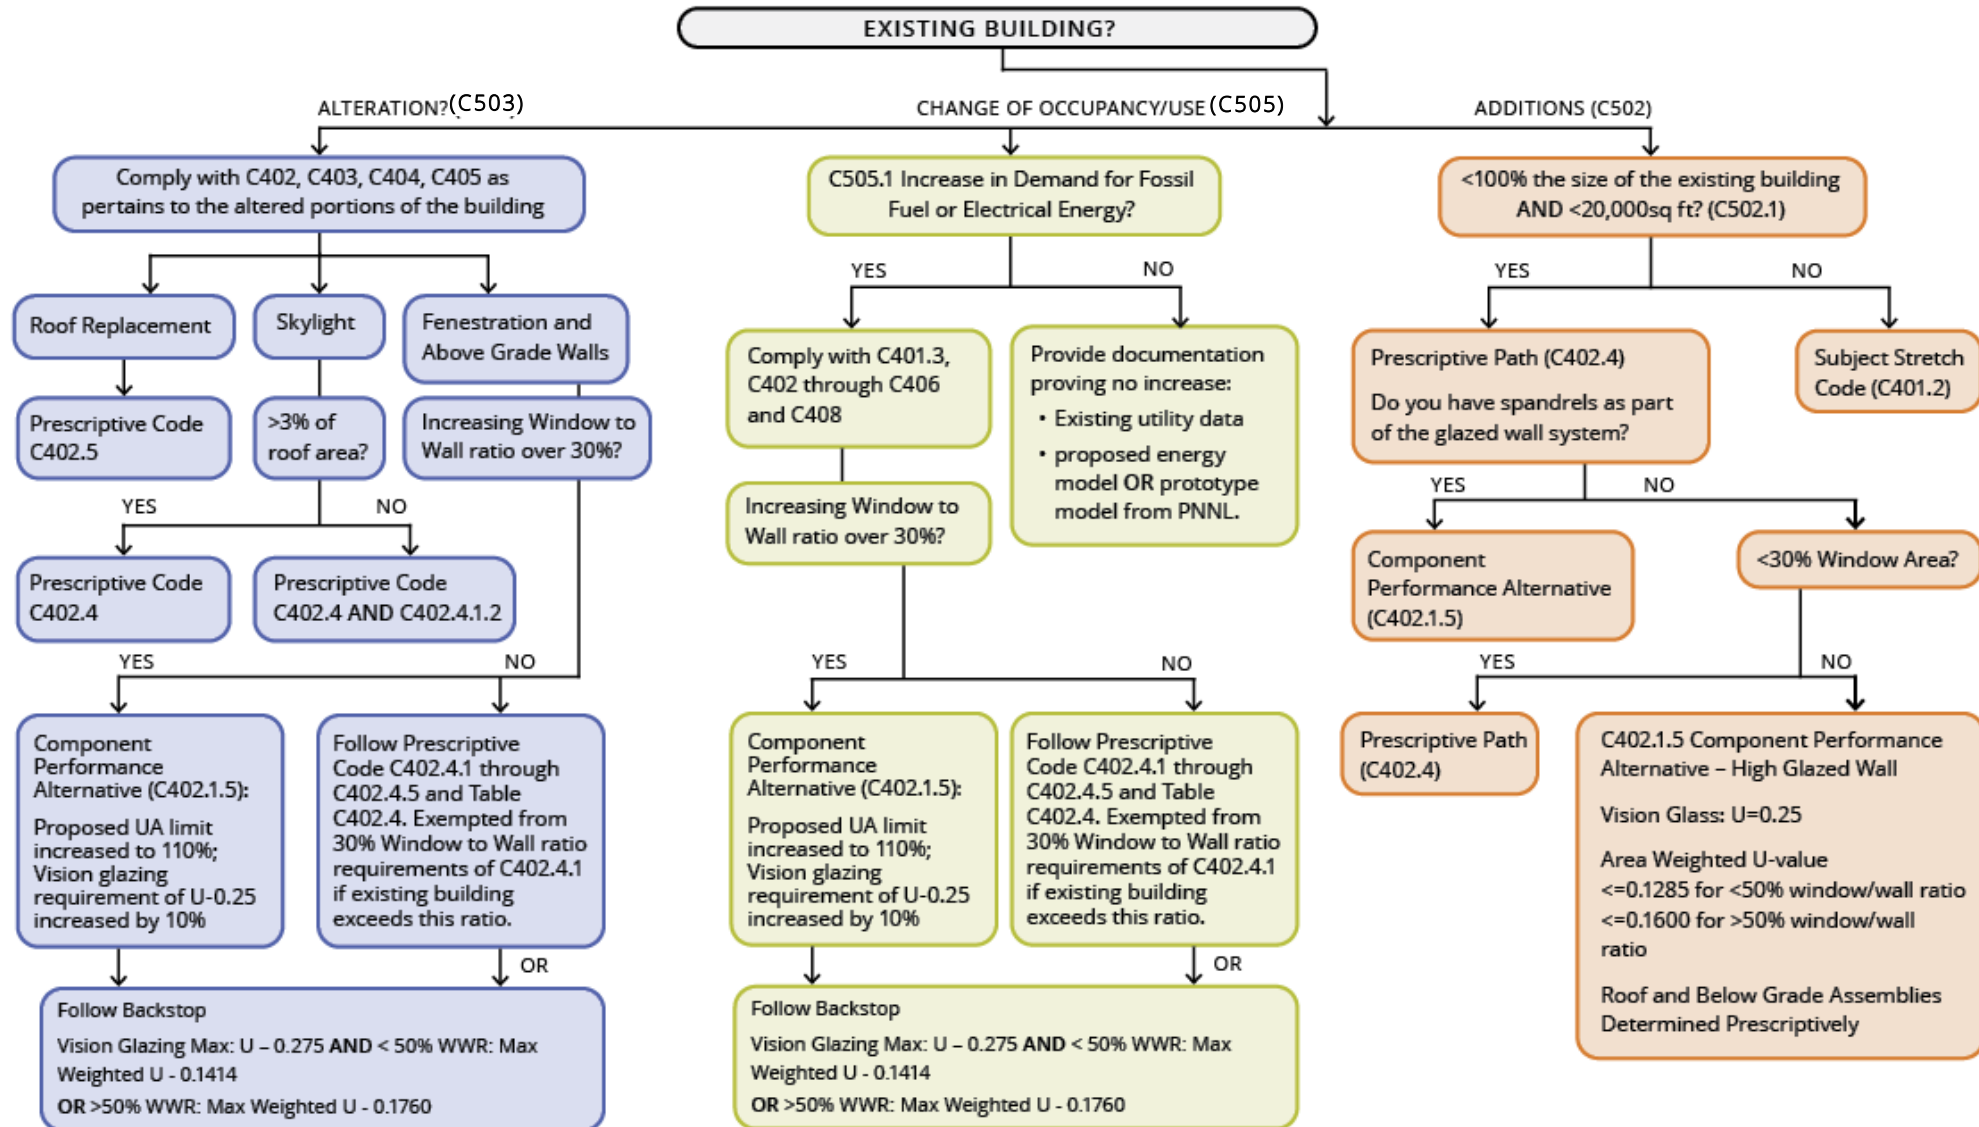 EXISTING BUILDING?
ALTERATION?(C503)
CHANGE OF OCCUPANCY/USE (C505)
ADDITIONS (C502)
Comply with C402, C403, C404, C405 as
pertains to the altered portions of the building
Roof Replacement
Skylight
Fenestration and
Above Grade Walls
Prescriptive Code
C402.5
>3% of
roof area?
Increasing Window to
Wall ratio over 30%?
YES
NO
Prescriptive Code
C402.4
Prescriptive Code
C402.4 AND C402.4.1.2
YES
NO
Component
Performance
Alternative (C402.1.5):
Proposed UA limit
increased to 110%;
Vision glazing
requirement of U-0.25
increased by 10%
Follow Prescriptive
Code C402.4.1 through
C402.4.5 and Table
C402.4. Exempted from
30% Window to Wall ratio
requirements of C402.4.1
if existing building
exceeds this ratio.
OR
Follow Backstop
Vision Glazing Max: U – 0.275 AND < 50% WWR: Max
Weighted U - 0.1414
OR >50% WWR: Max Weighted U - 0.1760
C505.1 Increase in Demand for Fossil
Fuel or Electrical Energy?
YES
NO
Comply with C401.3,
C402 through C406
and C408
Provide documentation
proving no increase:
• Existing utility data
• proposed energy
model OR prototype
model from PNNL.
Increasing Window to
Wall ratio over 30%?
YES
NO
Component
Performance
Alternative (C402.1.5):
Proposed UA limit
increased to 110%;
Vision glazing
requirement of U-0.25
increased by 10%
Follow Prescriptive
Code C402.4.1 through
C402.4.5 and Table
C402.4. Exempted from
30% Window to Wall ratio
requirements of C402.4.1
if existing building
exceeds this ratio.
OR
Follow Backstop
Vision Glazing Max: U – 0.275 AND < 50% WWR: Max
Weighted U - 0.1414
OR >50% WWR: Max Weighted U - 0.1760
<100% the size of the existing building
AND <20,000sq ft? (C502.1)
YES
NO
Prescriptive Path (C402.4)
Do you have spandrels as part
of the glazed wall system?
Subject Stretch
Code (C401.2)
YES
NO
Component
Performance Alternative
(C402.1.5)
<30% Window Area?
YES
NO
Prescriptive Path
(C402.4)
C402.1.5 Component Performance
Alternative – High Glazed Wall
Vision Glass: U=0.25
Area Weighted U-value
<=0.1285 for <50% window/wall ratio
<=0.1600 for >50% window/wall
ratio
Roof and Below Grade Assemblies
Determined Prescriptively